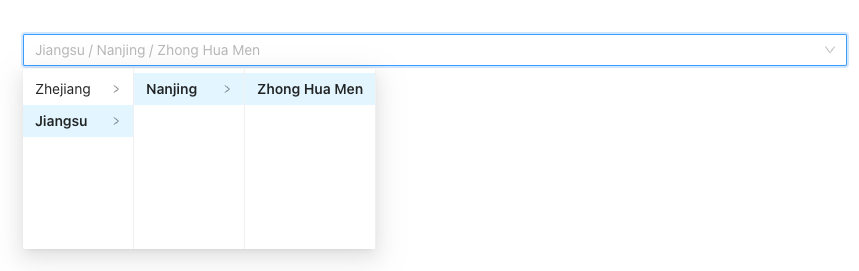 Jiangsu / Nanjing / Zhong Hua Men
Zhejiang
Jiangsu
Nanjing
Zhong Hua Men